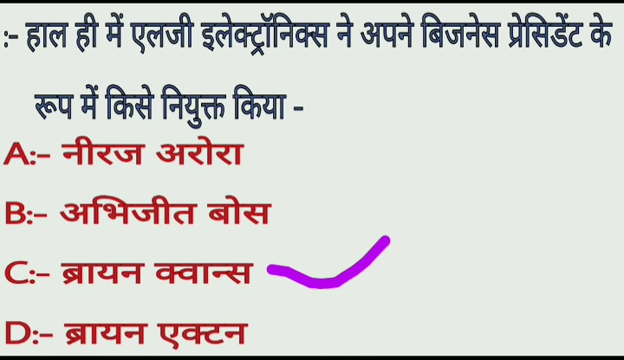 :- हाल ही में एलजी इलेक्ट्रॉनिक्स ने अपने बिजनेस प्रेसिडेंट के
रूप में किसे नियुक्त किया -
A:- नीरज अरोरा
B:- अभिजीत बोस
C:- ब्रायन क्वान्स
D:- ब्रायन एक्टन